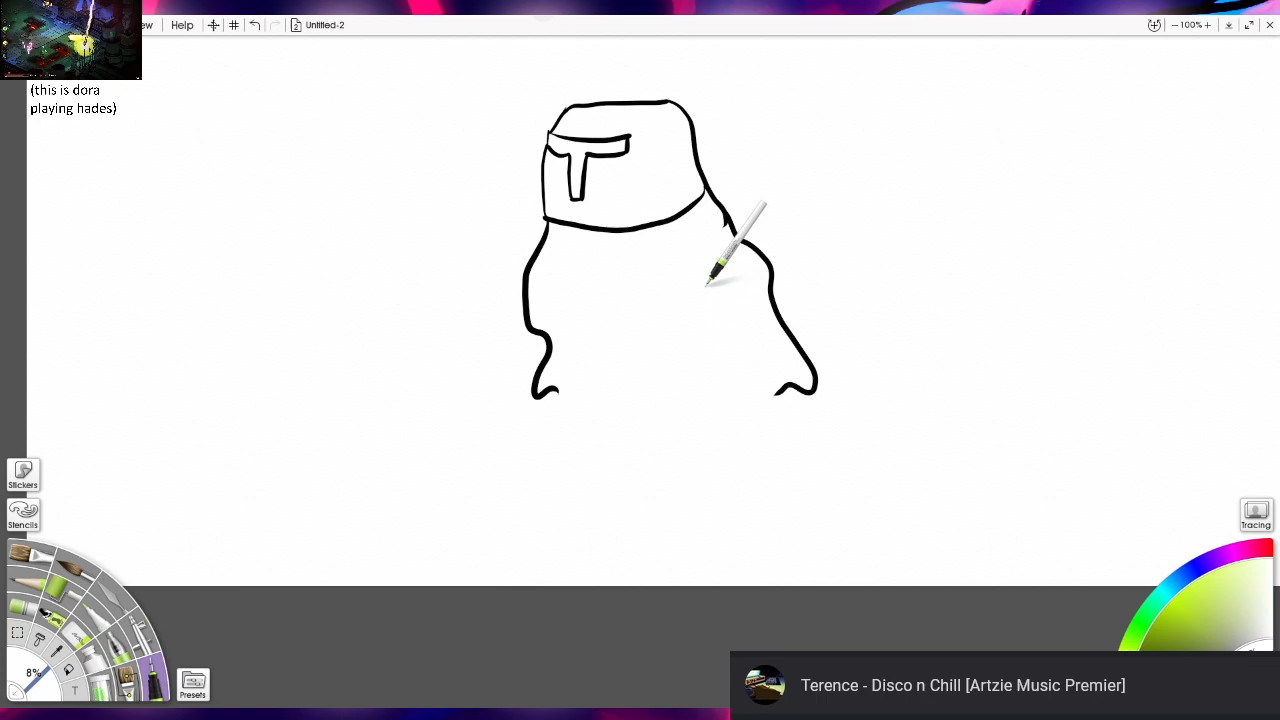 ew Help Untitled-2 100%
(this is dora
playing hades)
Stickers
Stencils
Tracing
8%
Presets
Terence - Disco n Chill [Artzie Music Premier]